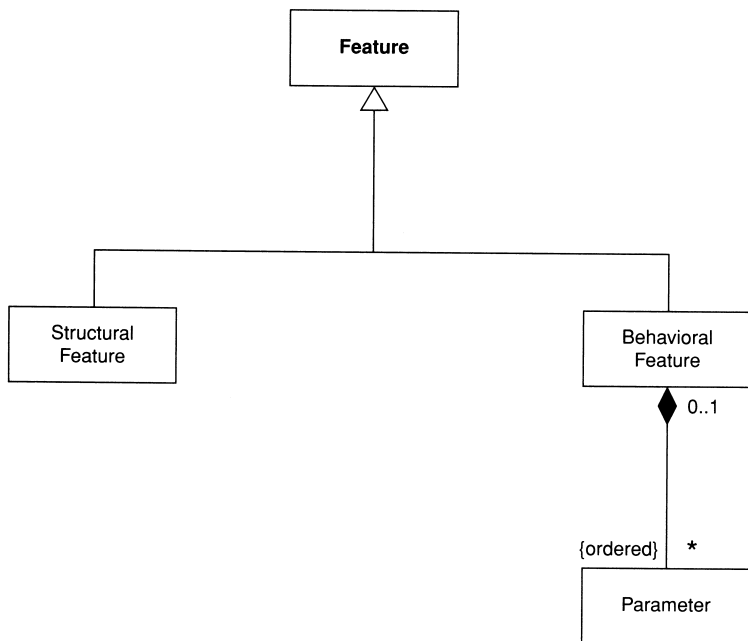 Feature
Structural
Feature
Behavioral
Feature
0..1
{ordered} *
Parameter